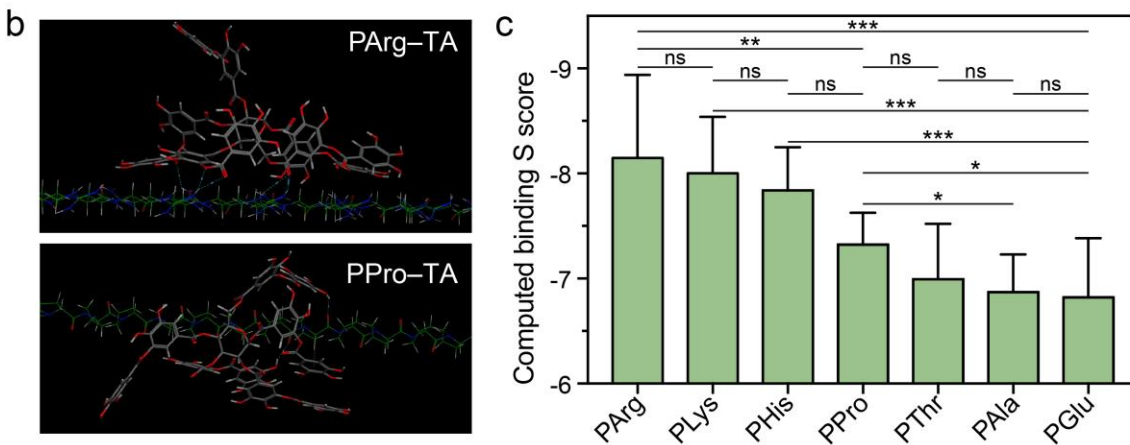 b
PArg–TA
PPro–TA
c
Computed binding S score
-9
-8
-7
-6
***
**
ns
ns
ns
ns
ns
ns
***
***
*
*
PArg
PLys
PHis
PPro
PThr
PAla
PGlu